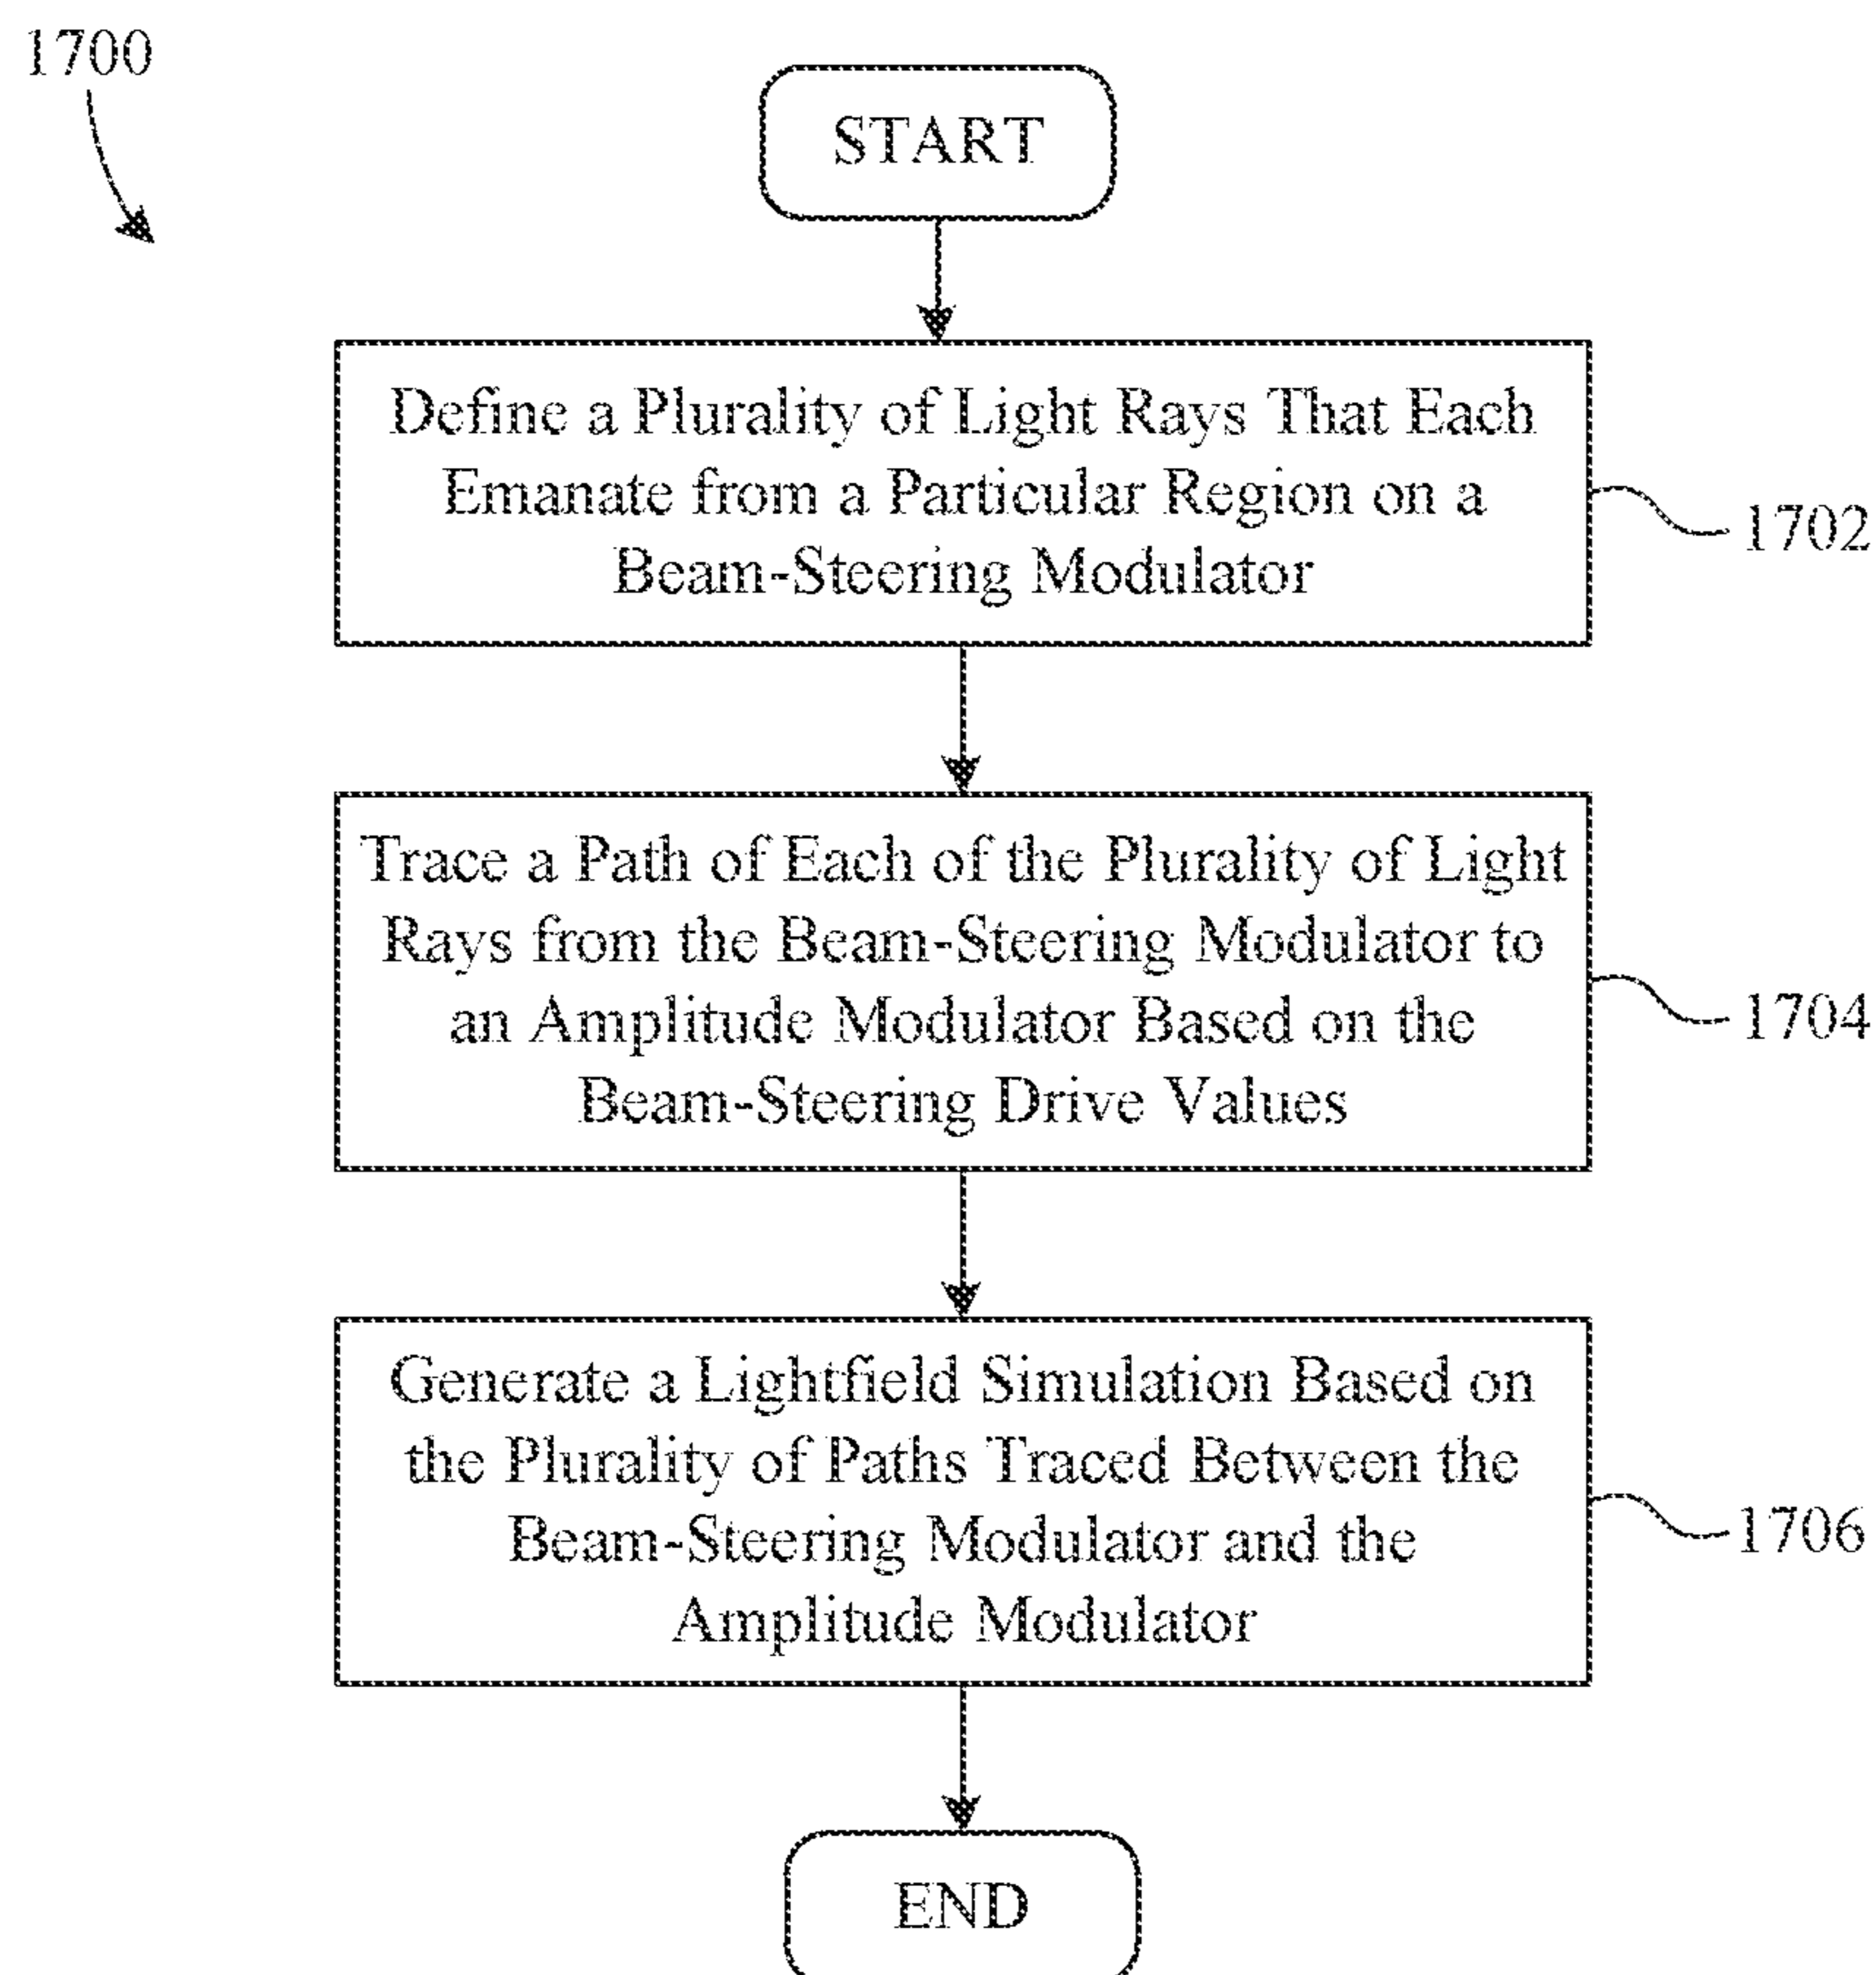 1700
START
Define a Plurality of Light Rays That Each
Emanate from a Particular Region on a
Beam-Steering Modulator
1702
Trace a Path of Each of the Plurality of Light
Rays from the Beam-Steering Modulator to
an Amplitude Modulator Based on the
Beam-Steering Drive Values
1704
Generate a Lightfield Simulation Based on
the Plurality of Paths Traced Between the
Beam-Steering Modulator and the
Amplitude Modulator
1706
END